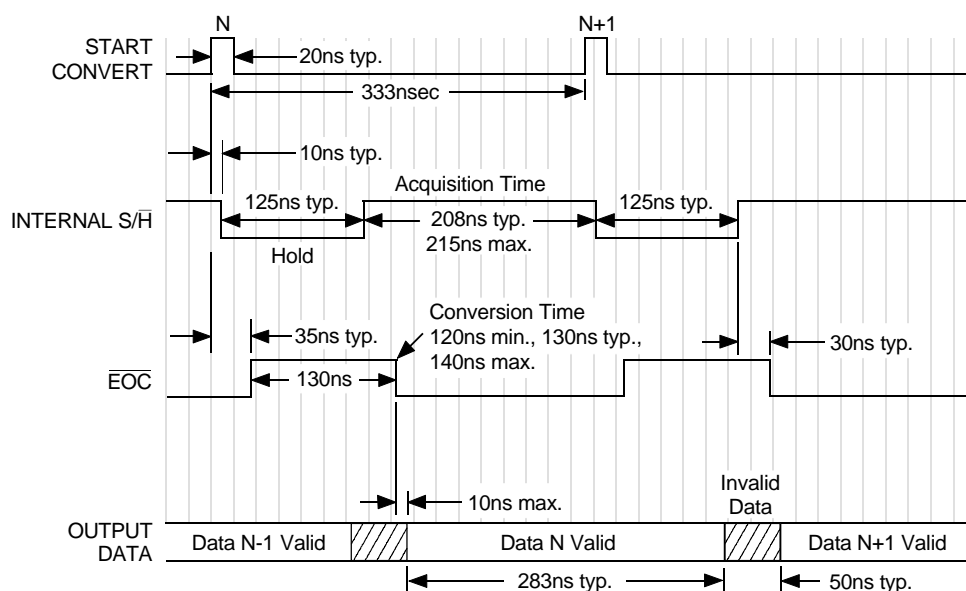 N
N+1
START
CONVERT
20ns typ.
333nsec
10ns typ.
Acquisition Time
INTERNAL S/H̅
125ns typ.
208ns typ.
215ns max.
125ns typ.
Hold
Conversion Time
120ns min., 130ns typ.,
140ns max.
35ns typ.
30ns typ.
E̅O̅C̅
130ns
10ns max.
Invalid
Data
OUTPUT
DATA
Data N-1 Valid
Data N Valid
Data N+1 Valid
283ns typ.
50ns typ.